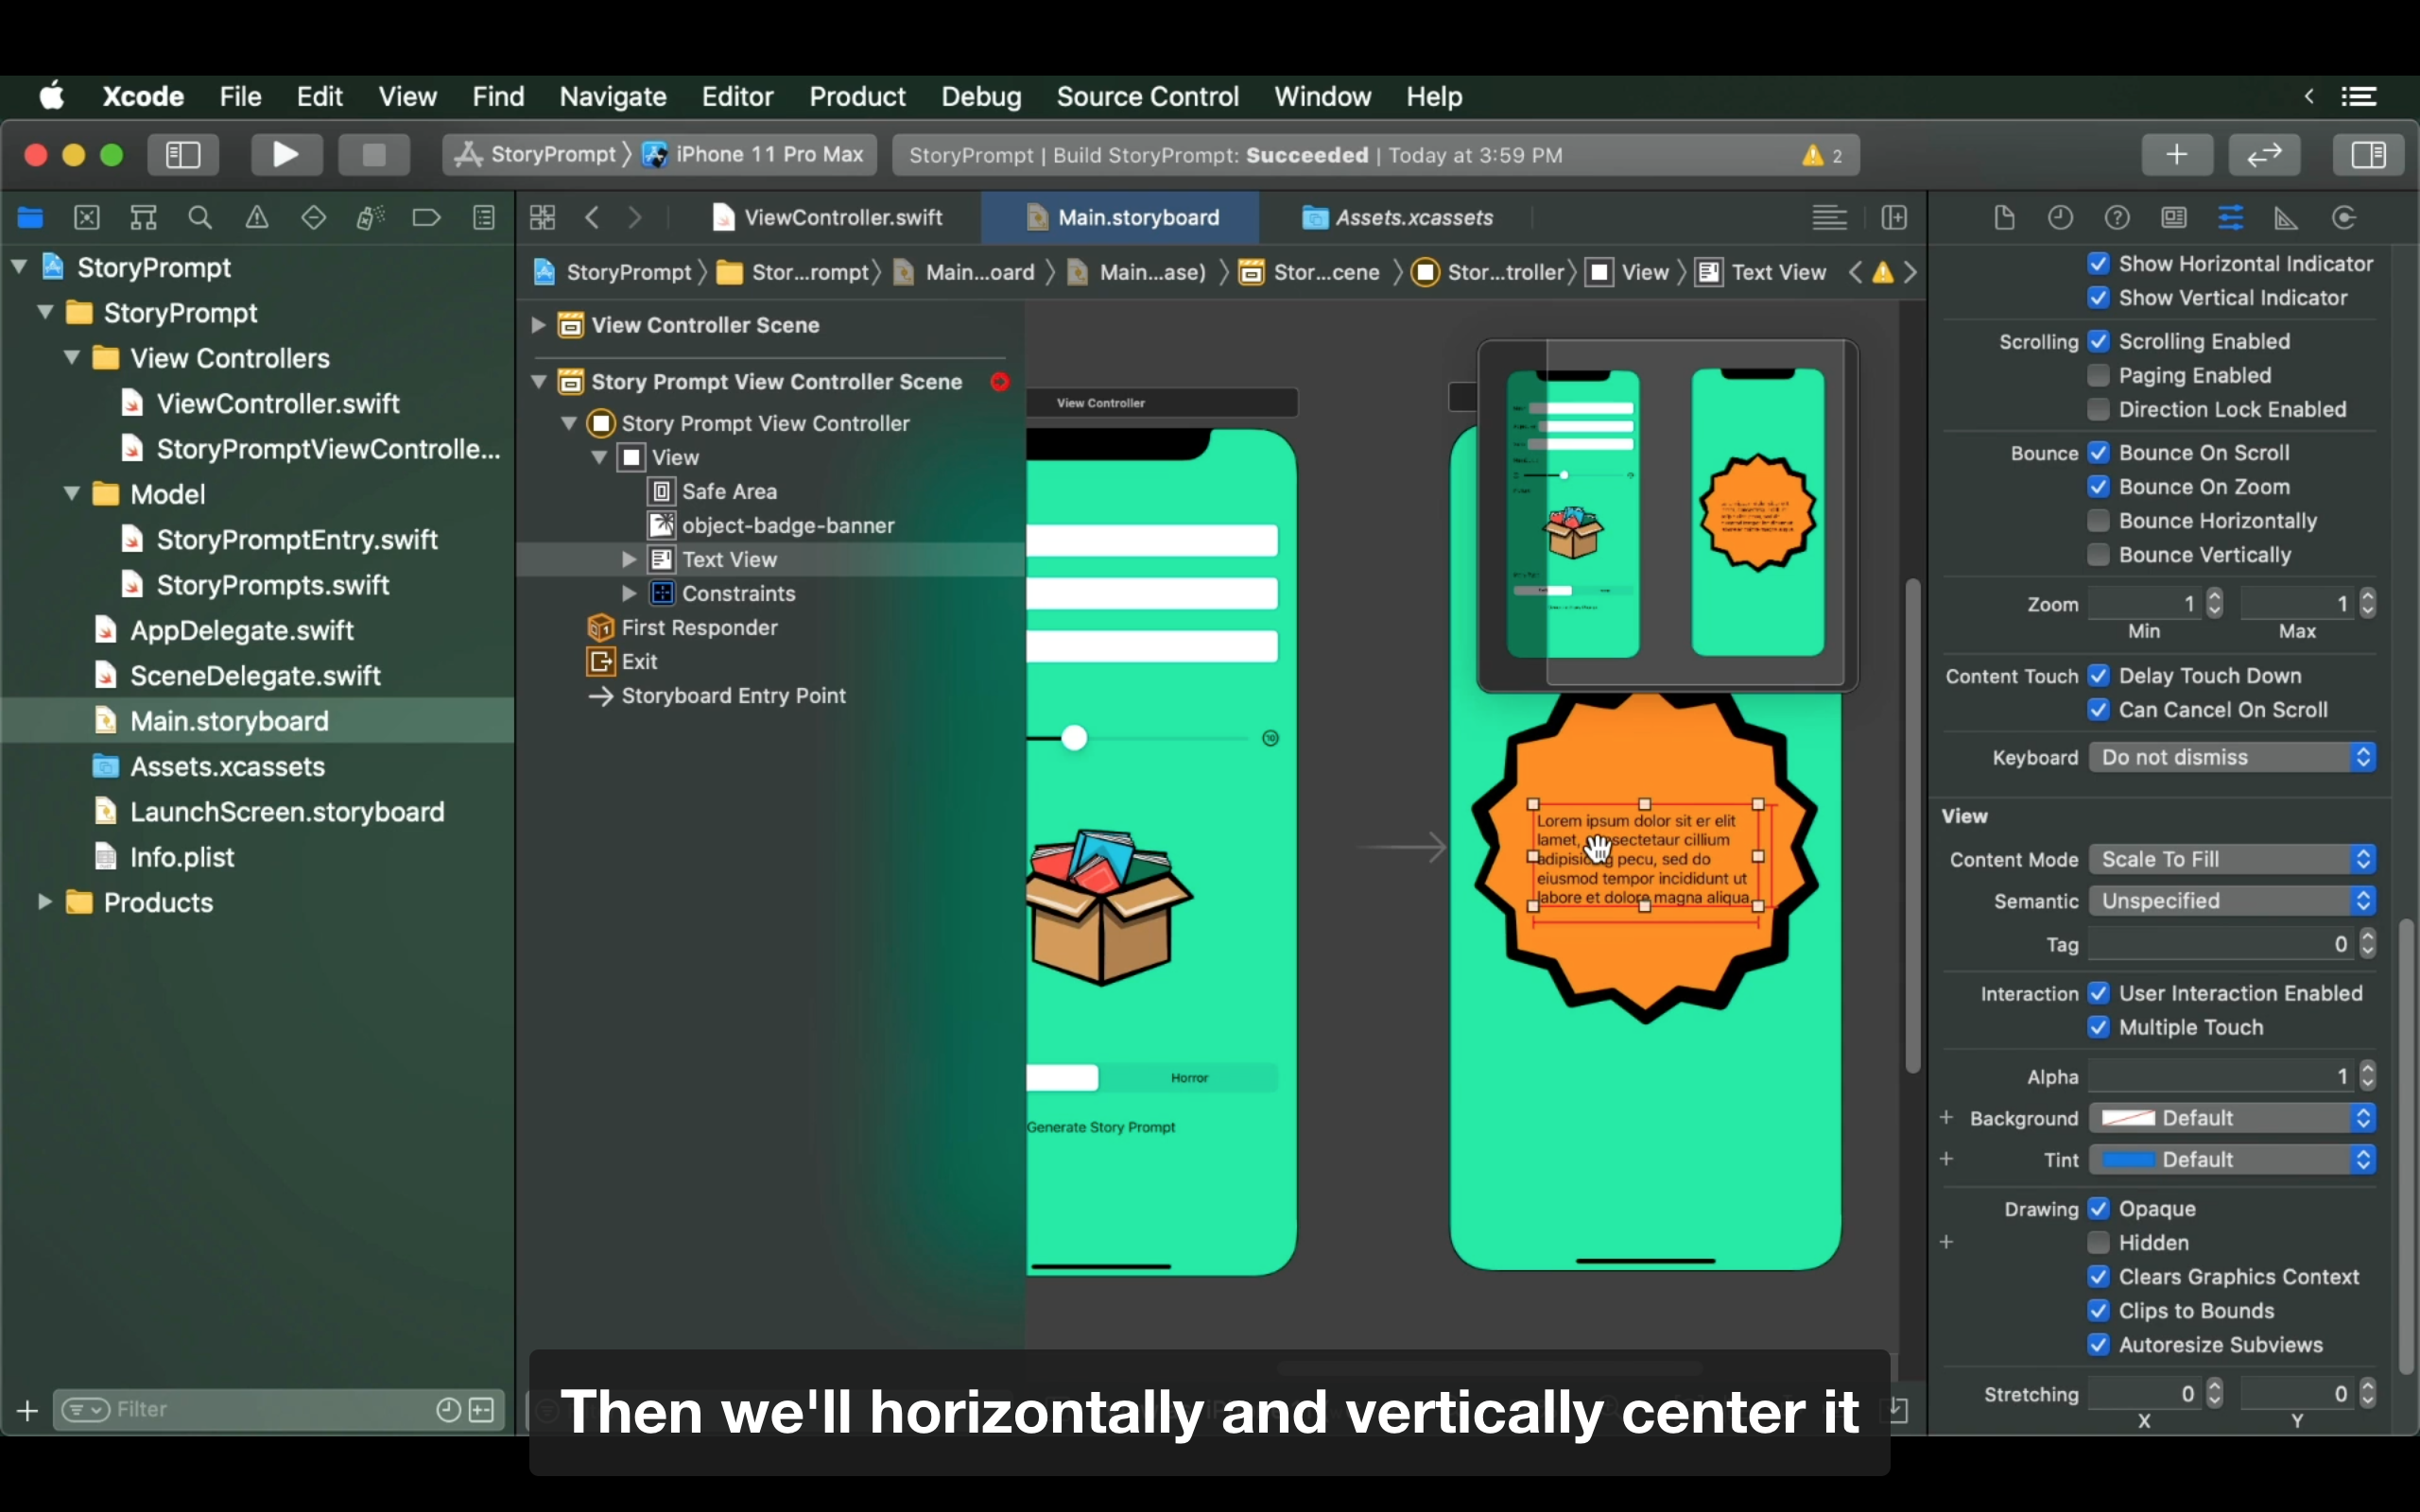 Xcode File Edit View Find Navigate Editor Product Debug Source Control Window Help
StoryPrompt 〉 iPhone 11 Pro Max
StoryPrompt | Build StoryPrompt: Succeeded | Today at 3:59 PM
2
ViewController.swift
Main.storyboard
Assets.xcassets
StoryPrompt 〉 Stor...rompt 〉 Main...oard 〉 Main...ase) 〉 Stor...cene 〉 Stor...troller 〉 View 〉 Text View
StoryPrompt
StoryPrompt
View Controllers
ViewController.swift
StoryPromptViewControlle...
Model
StoryPromptEntry.swift
StoryPrompts.swift
AppDelegate.swift
SceneDelegate.swift
Main.storyboard
Assets.xcassets
LaunchScreen.storyboard
Info.plist
Products
Filter
View Controller Scene
Story Prompt View Controller Scene
Story Prompt View Controller
View
Safe Area
object-badge-banner
Text View
Constraints
First Responder
Exit
Storyboard Entry Point
View Controller
10
Horror
Generate Story Prompt
Lorem ipsum dolor sit er elit
lamet, cillium
pecu, sed do
eiusmod tempor incididunt ut
labore et dolore magna aliqua
Show Horizontal Indicator
Show Vertical Indicator
Scrolling Scrolling Enabled
Paging Enabled
Direction Lock Enabled
Bounce Bounce On Scroll
Bounce On Zoom
Bounce Horizontally
Bounce Vertically
Zoom 1 1
Min Max
Content Touch Delay Touch Down
Can Cancel On Scroll
Keyboard Do not dismiss
View
Content Mode Scale To Fill
Semantic Unspecified
Tag 0
Interaction User Interaction Enabled
Multiple Touch
Alpha 1
+ Background Default
+ Tint Default
Drawing Opaque
+ Hidden
Clears Graphics Context
Clips to Bounds
Autoresize Subviews
Stretching 0 0
X Y
Then we'll horizontally and vertically center it